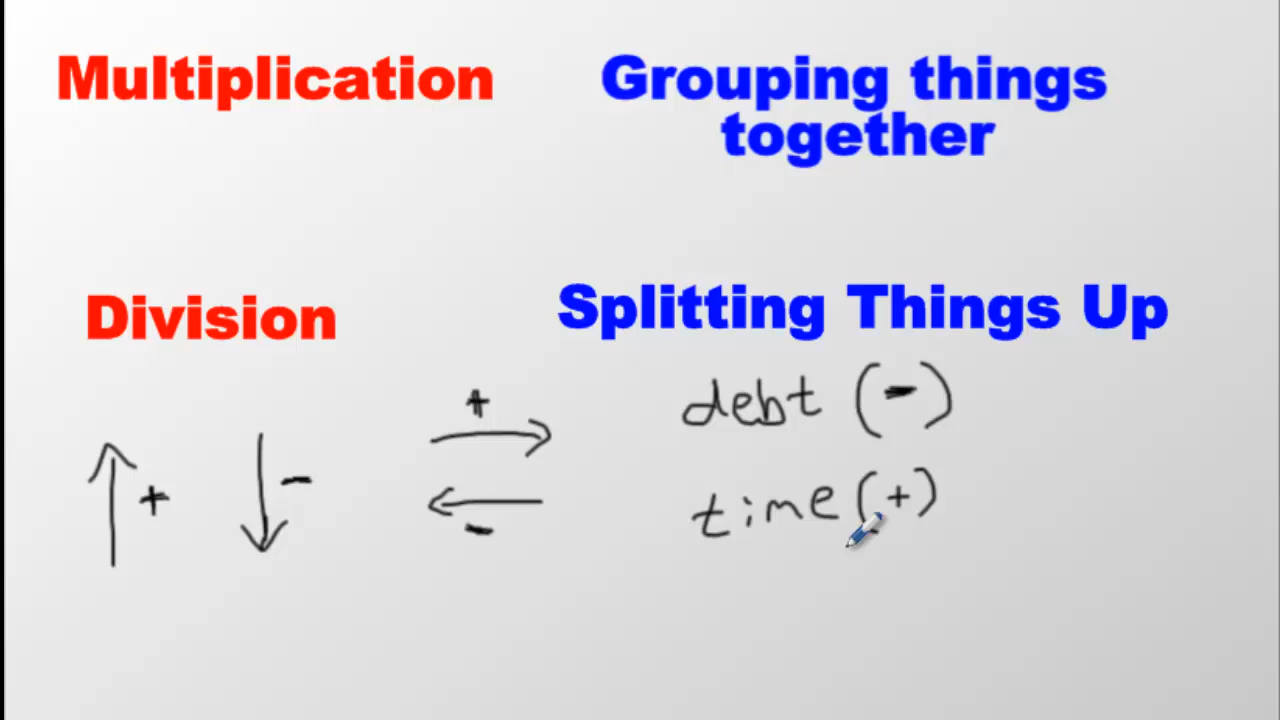 Multiplication
Grouping things
together
Division
Splitting Things Up
+
-
+
-
debt (-)
time (+)